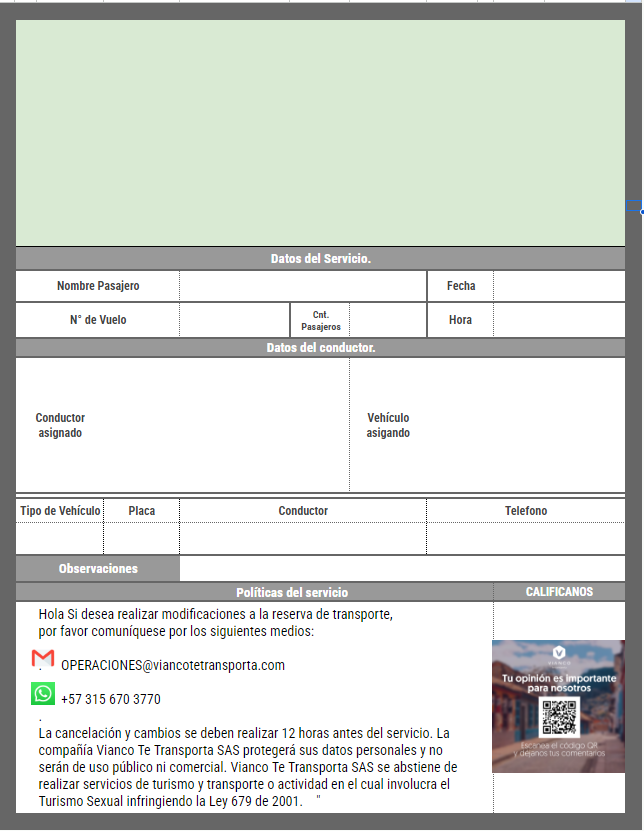 Datos del Servicio.
Nombre Pasajero
Fecha
N° de Vuelo
Cnt.
Pasajeros
Hora
Datos del conductor.
Conductor
asignado
Vehículo
asigando
Tipo de Vehículo
Placa
Conductor
Telefono
Observaciones
Políticas del servicio
CALIFICANOS
Hola Si desea realizar modificaciones a la reserva de transporte,
por favor comuníquese por los siguientes medios:
. OPERACIONES@viancotetransporta.com
+57 315 670 3770
.
La cancelación y cambios se deben realizar 12 horas antes del servicio. La
compañía Vianco Te Transporta SAS protegerá sus datos personales y no
serán de uso público ni comercial. Vianco Te Transporta SAS se abstiene de
realizar servicios de turismo y transporte o actividad en el cual involucra el
Turismo Sexual infringiendo la Ley 679 de 2001. "
VIANCO
Tu opinión es importante
para nosotros
Escanea el código QR
y déjanos tus comentarios